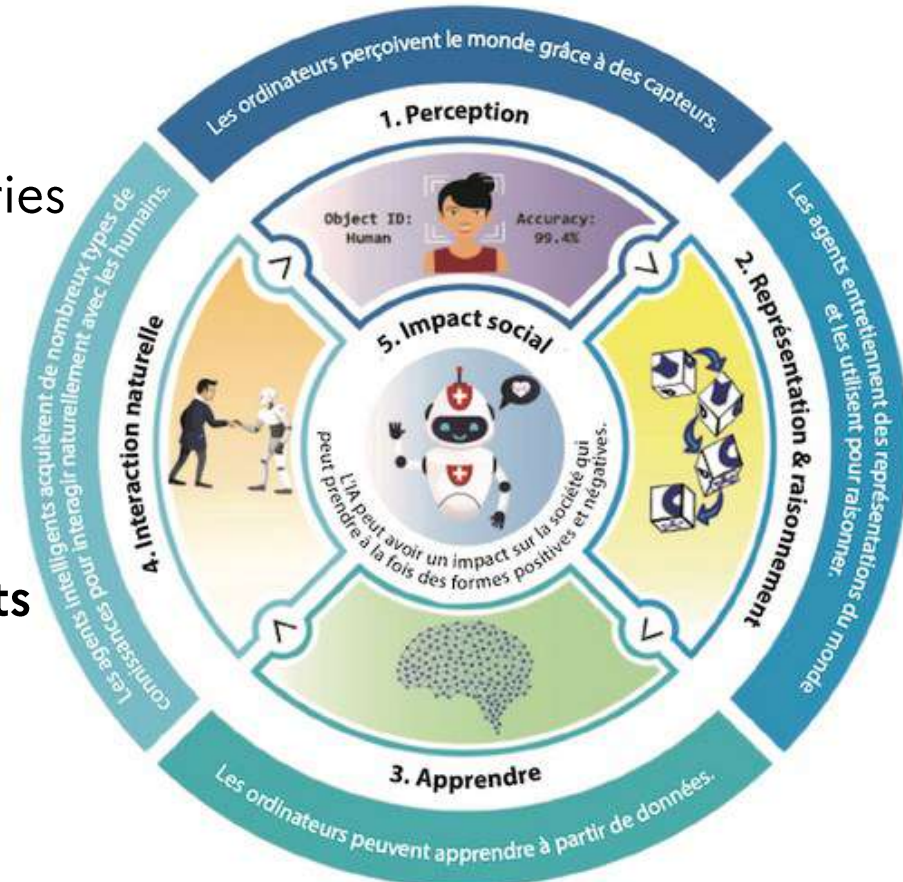 ries
ts
Les ordinateurs perçoivent le monde grâce à des capteurs.
1. Perception
Object ID:
Human
Accuracy:
99.4%
Les agents entretiennent des représentations du monde
et les utilisent pour raisonner.
2. Représentation & raisonnement
3. Apprendre
Les ordinateurs peuvent apprendre à partir de données.
Les agents intelligents acquièrent de nombreux types de
connissances pour interagir naturellement avec les humains.
4. Interaction naturelle
5. Impact social
L'IA peut avoir un impact sur la société qui
peut prendre à la fois des formes positives et négatives.